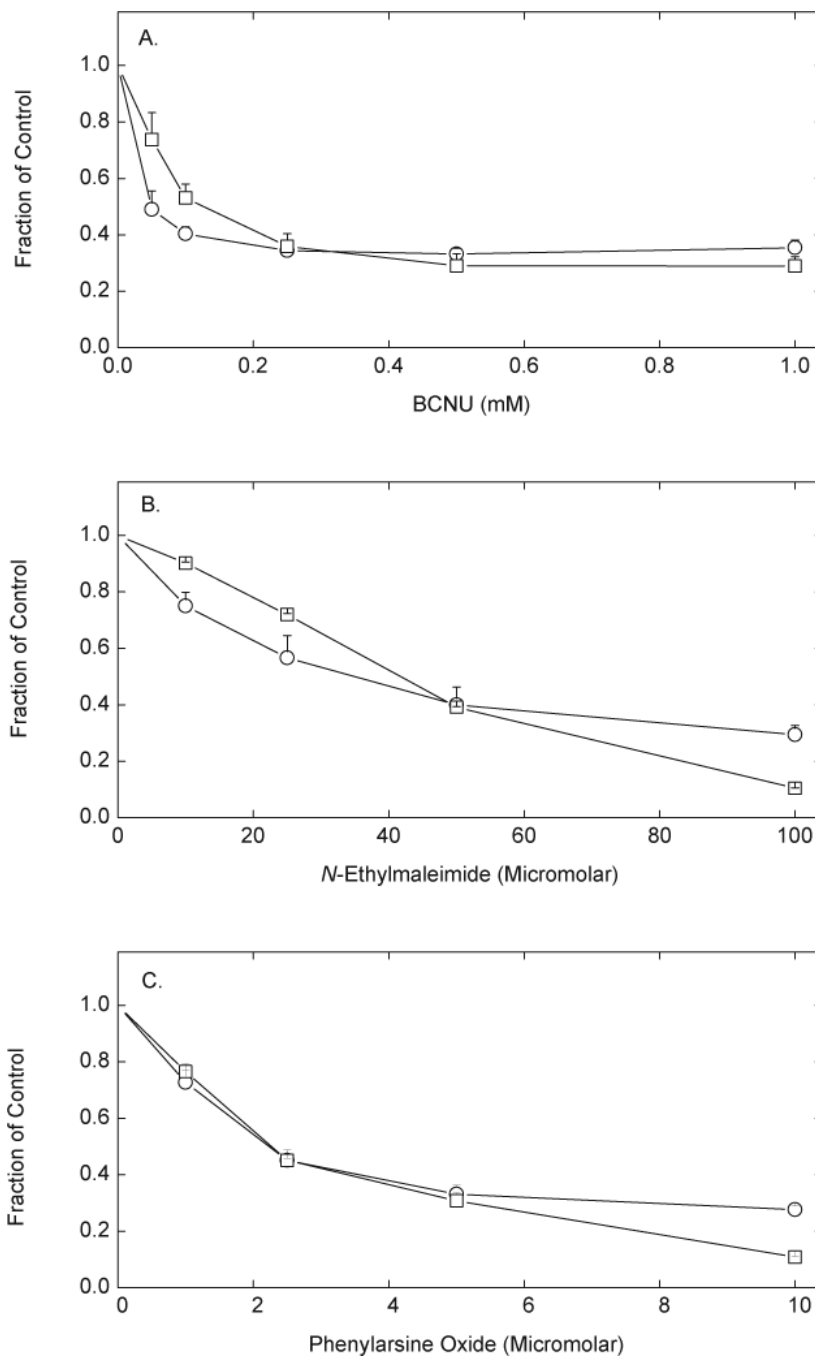 A.
Fraction of Control
1.0
0.8
0.6
0.4
0.2
0.0
0.0 0.2 0.4 0.6 0.8 1.0
BCNU (mM)
B.
Fraction of Control
1.0
0.8
0.6
0.4
0.2
0.0
0 20 40 60 80 100
N-Ethylmaleimide (Micromolar)
C.
Fraction of Control
1.0
0.8
0.6
0.4
0.2
0.0
0 2 4 6 8 10
Phenylarsine Oxide (Micromolar)